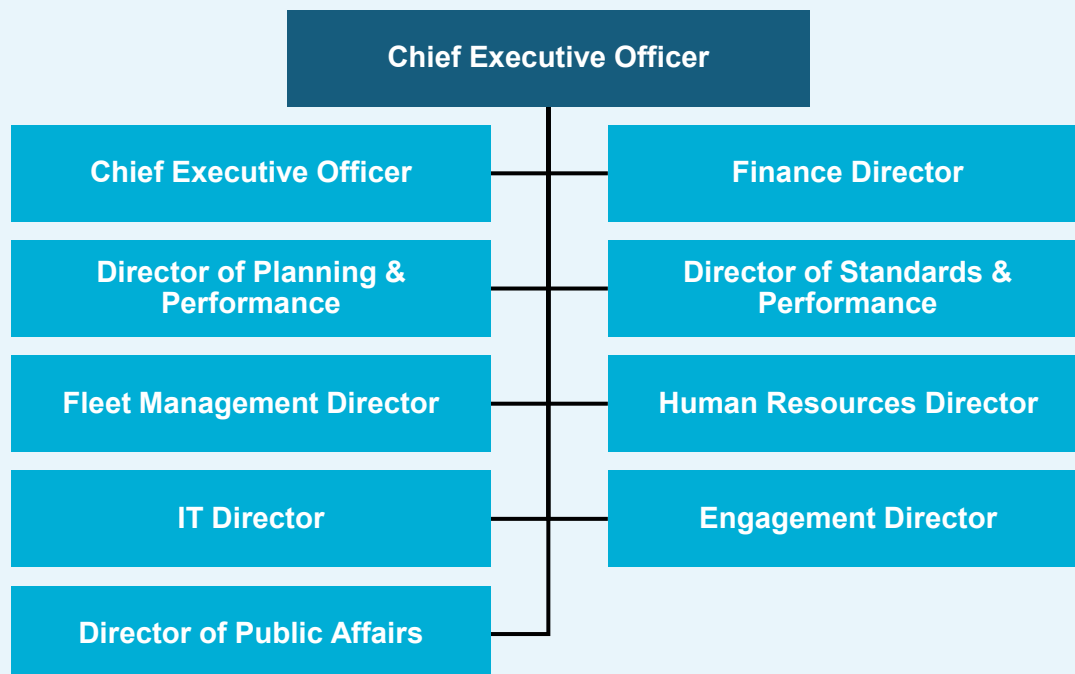 Chief Executive Officer
Chief Executive Officer
Finance Director
Director of Planning &
Performance
Director of Standards &
Performance
Fleet Management Director
Human Resources Director
IT Director
Engagement Director
Director of Public Affairs